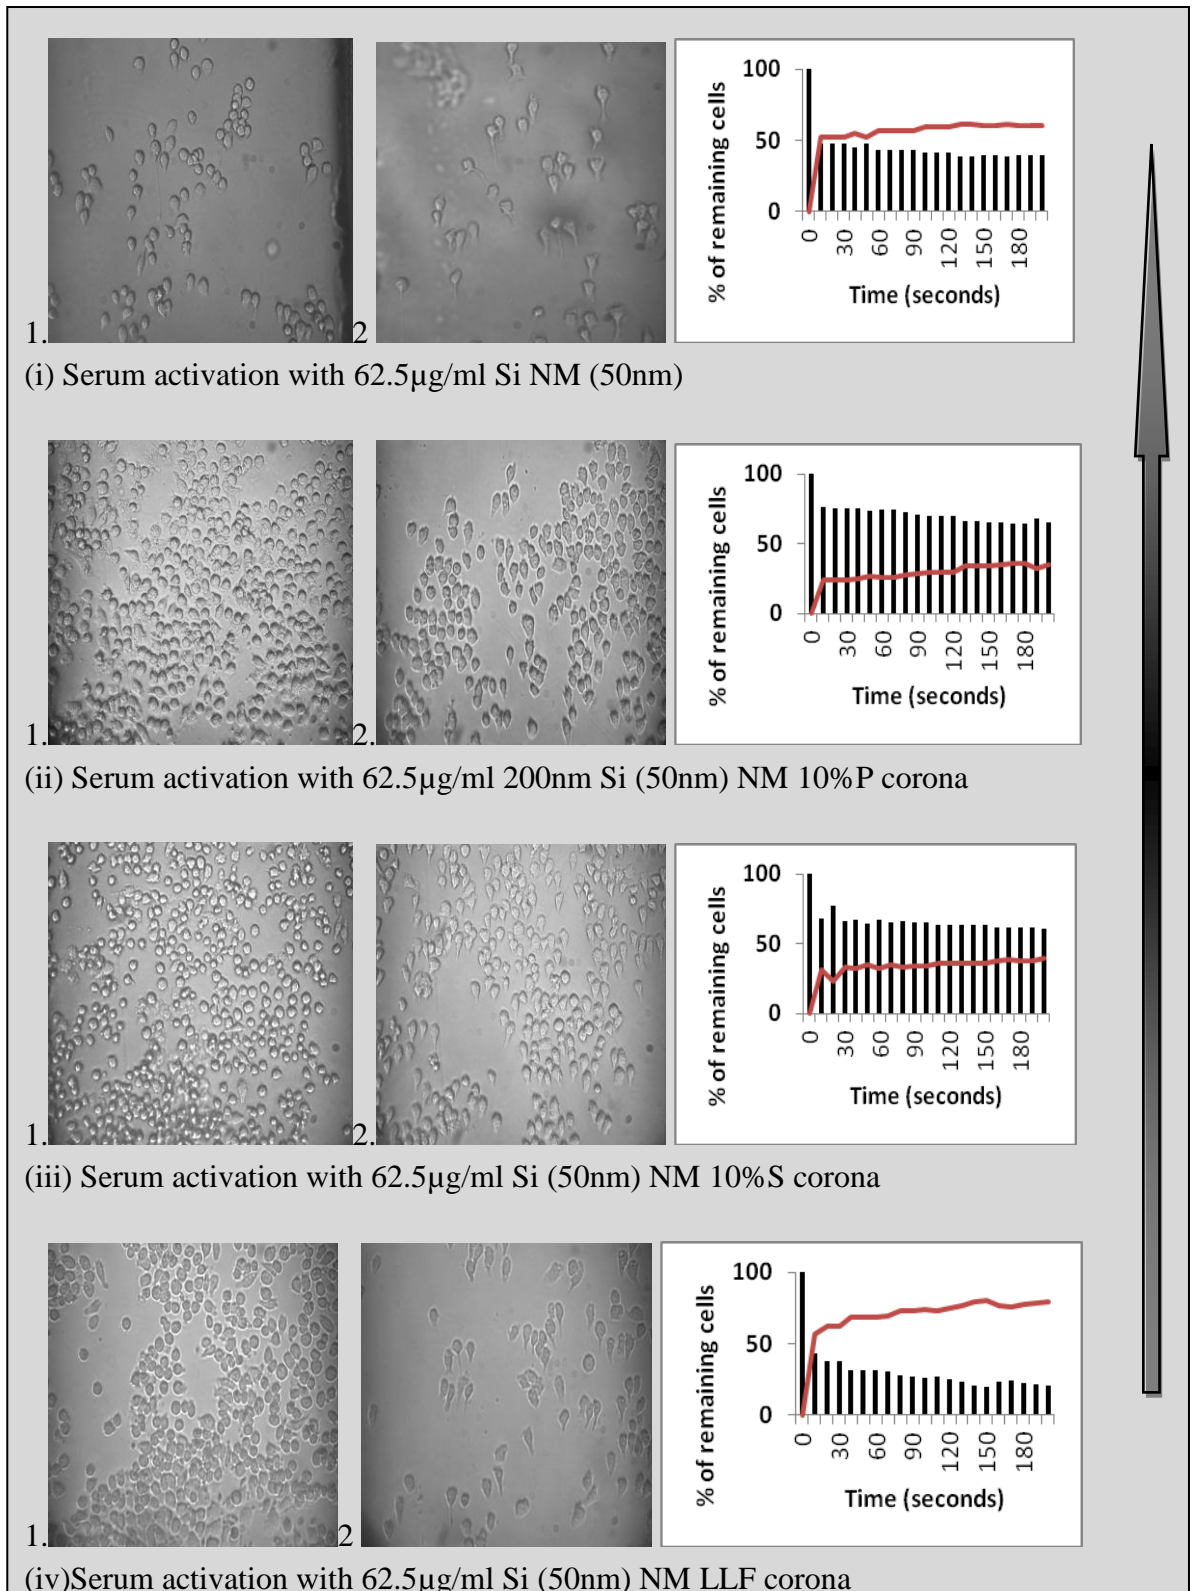 100
50
0
% of remaining cells
0 30 60 90 120 150 180
Time (seconds)
1. 2
(i) Serum activation with 62.5µg/ml Si NM (50nm)
100
50
0
% of remaining cells
0 30 60 90 120 150 180
Time (seconds)
1. 2.
(ii) Serum activation with 62.5µg/ml 200nm Si (50nm) NM 10%P corona
100
50
0
% of remaining cells
0 30 60 90 120 150 180
Time (seconds)
1. 2.
(iii) Serum activation with 62.5µg/ml Si (50nm) NM 10%S corona
100
50
0
% of remaining cells
0 30 60 90 120 150 180
Time (seconds)
1. 2
(iv)Serum activation with 62.5µg/ml Si (50nm) NM LLF corona